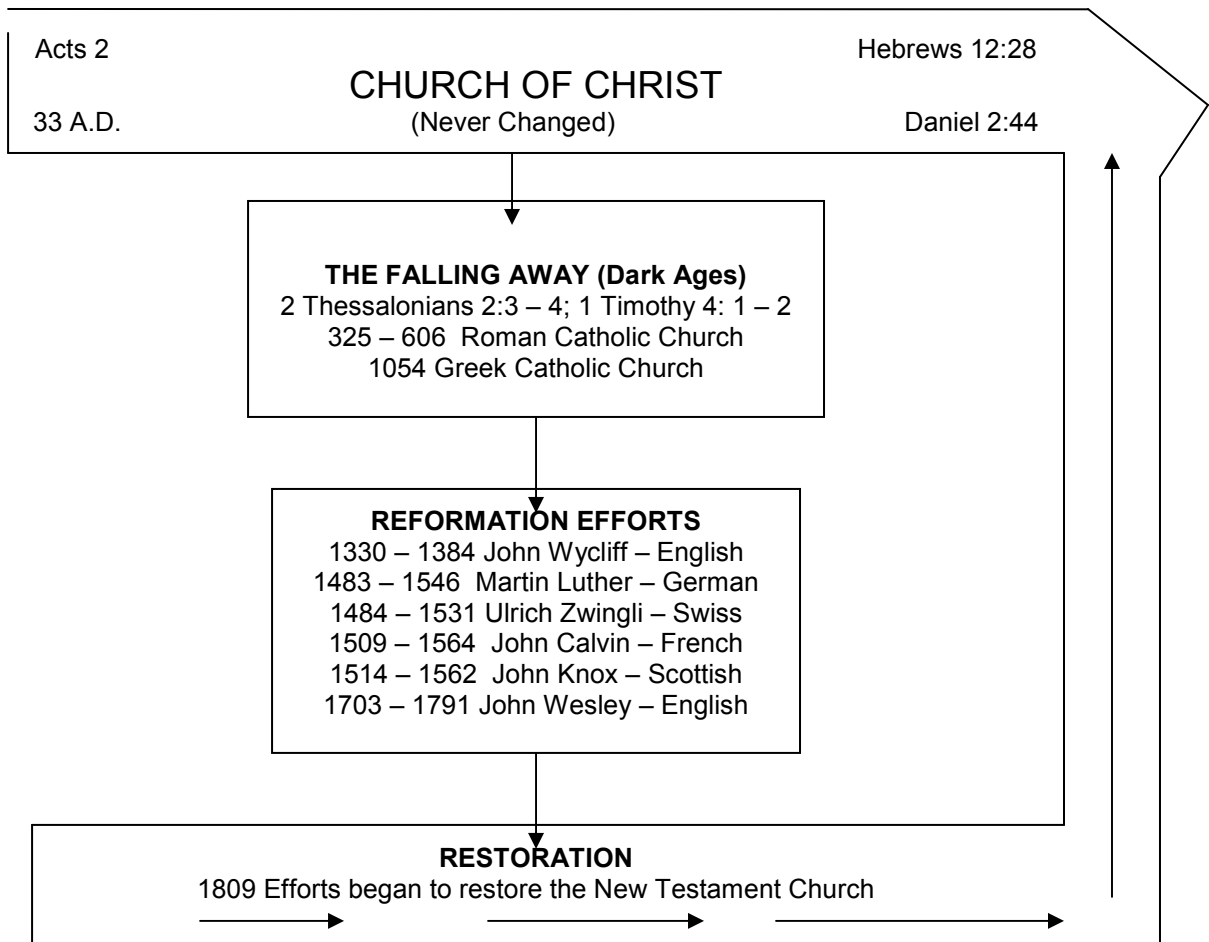 Acts 2 Hebrews 12:28
CHURCH OF CHRIST
33 A.D. (Never Changed) Daniel 2:44
THE FALLING AWAY (Dark Ages)
2 Thessalonians 2:3 – 4; 1 Timothy 4: 1 – 2
325 – 606 Roman Catholic Church
1054 Greek Catholic Church
REFORMATION EFFORTS
1330 – 1384 John Wycliff – English
1483 – 1546 Martin Luther – German
1484 – 1531 Ulrich Zwingli – Swiss
1509 – 1564 John Calvin – French
1514 – 1562 John Knox – Scottish
1703 – 1791 John Wesley – English
RESTORATION
1809 Efforts began to restore the New Testament Church